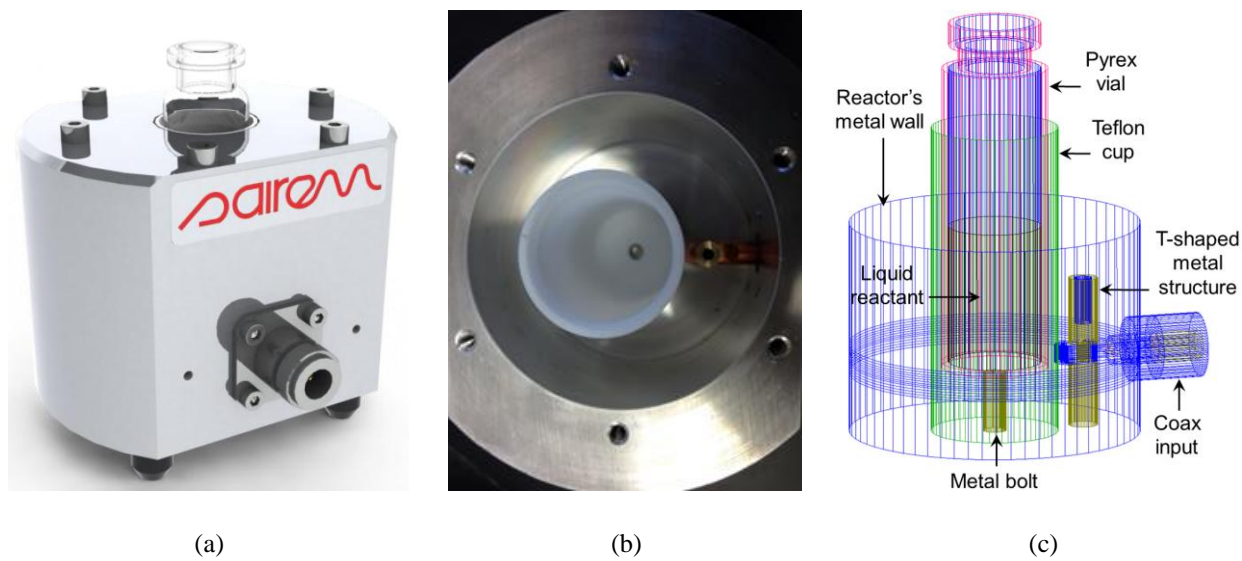 sairem
Pyrex
vial
Reactor's
metal wall
Teflon
cup
T-shaped
metal
structure
Liquid
reactant
Coax
input
Metal bolt
(a)
(b)
(c)